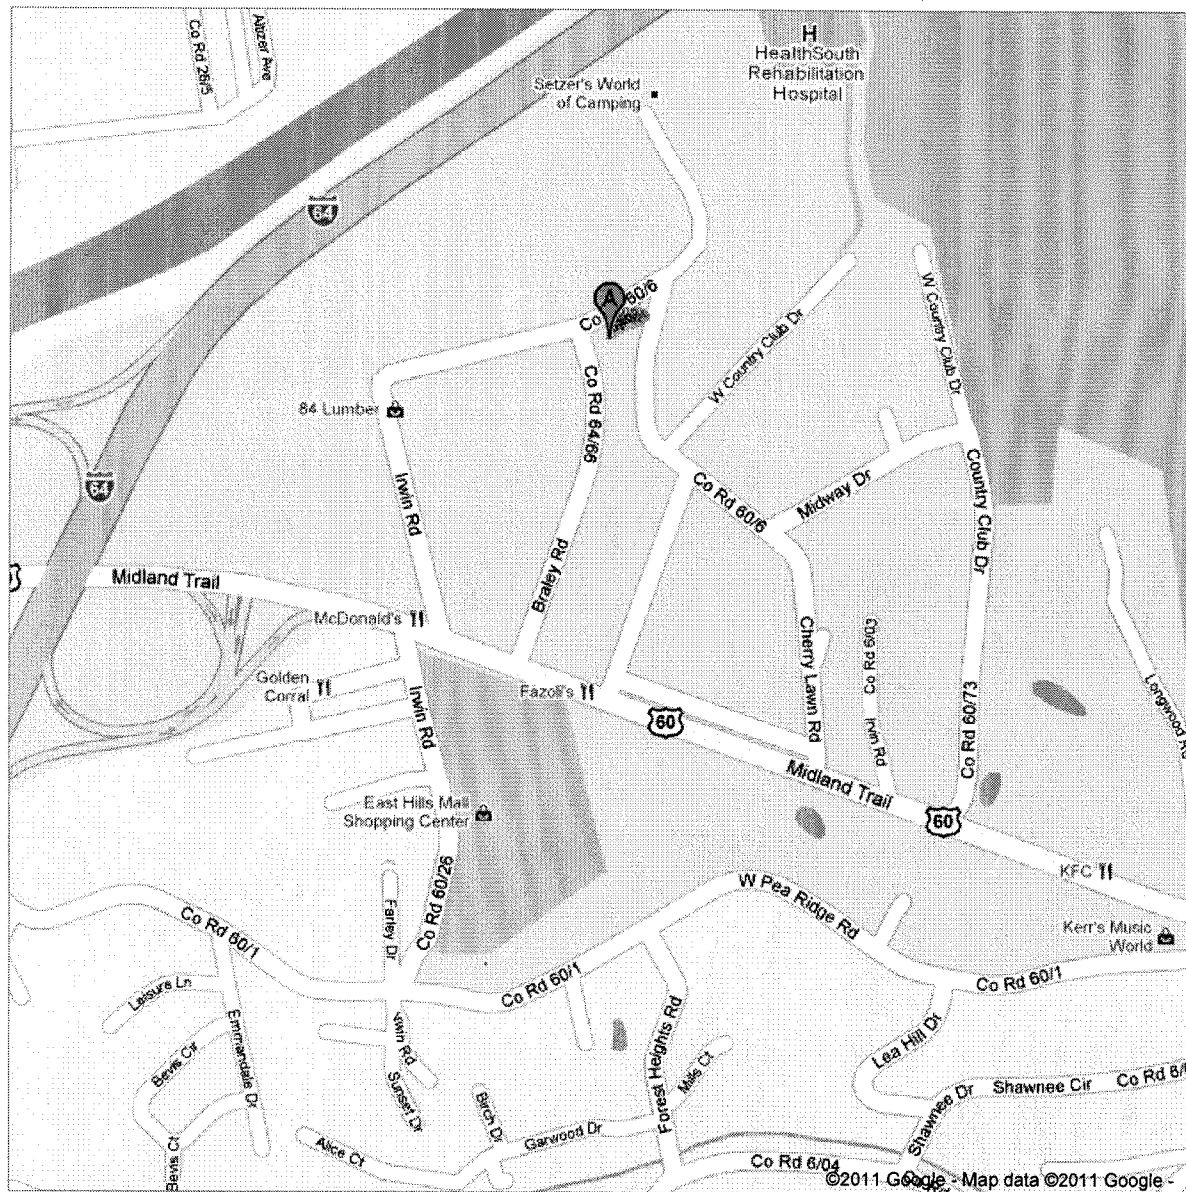 Co Rd 28/5
Altizer Ave
H
HealthSouth
Rehabilitation
Hospital
Setzer's World
of Camping
64
A
Co
60/6
W Country Club Dr
W Country Club Dr
84 Lumber
Co Rd 64/66
64
Irwin Rd
Co Rd 60/6
Midway Dr
Country Club Dr
Midland Trail
Braley Rd
McDonald's
Cherry Lawn Rd
Co Rd 6/03
Golden
Corral
Fazoli's
Irwin Rd
60
Irvin Rd
Co Rd 60/73
Longwood Rd
Midland Trail
60
East Hills Mall
Shopping Center
KFC
W Pea Ridge Rd
Co Rd 60/26
Farley Dr
Co Rd 60/1
Kerr's Music
World
Co Rd 60/1
Co Rd 60/1
Leisure Ln
Emmandale Dr
Irwin Rd
Forest Heights Rd
Lea Hill Dr
Bevis Cir
Sunset Dr
Mills Ct
Shawnee Dr
Shawnee Cir
Birch Dr
Garwood Dr
Alice Ct
Bevis Ct
Co Rd 6/04
©2011 Google - Map data ©2011 Google -